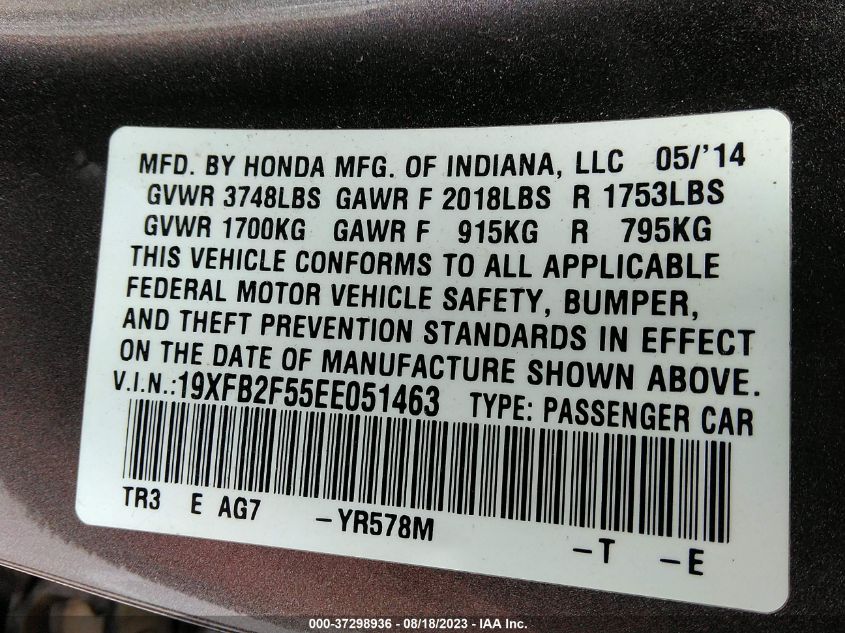 MFD. BY HONDA MFG. OF INDIANA, LLC 05/'14
GVWR 3748LBS GAWR F 2018LBS R 1753LBS
GVWR 1700KG GAWR F 915KG R 795KG
THIS VEHICLE CONFORMS TO ALL APPLICABLE
FEDERAL MOTOR VEHICLE SAFETY, BUMPER,
AND THEFT PREVENTION STANDARDS IN EFFECT
ON THE DATE OF MANUFACTURE SHOWN ABOVE.
V.I.N.:19XFB2F55EE051463 TYPE: PASSENGER CAR
TR3 E AG7 -YR578M -T -E
000-37298936 - 08/18/2023 - IAA Inc.